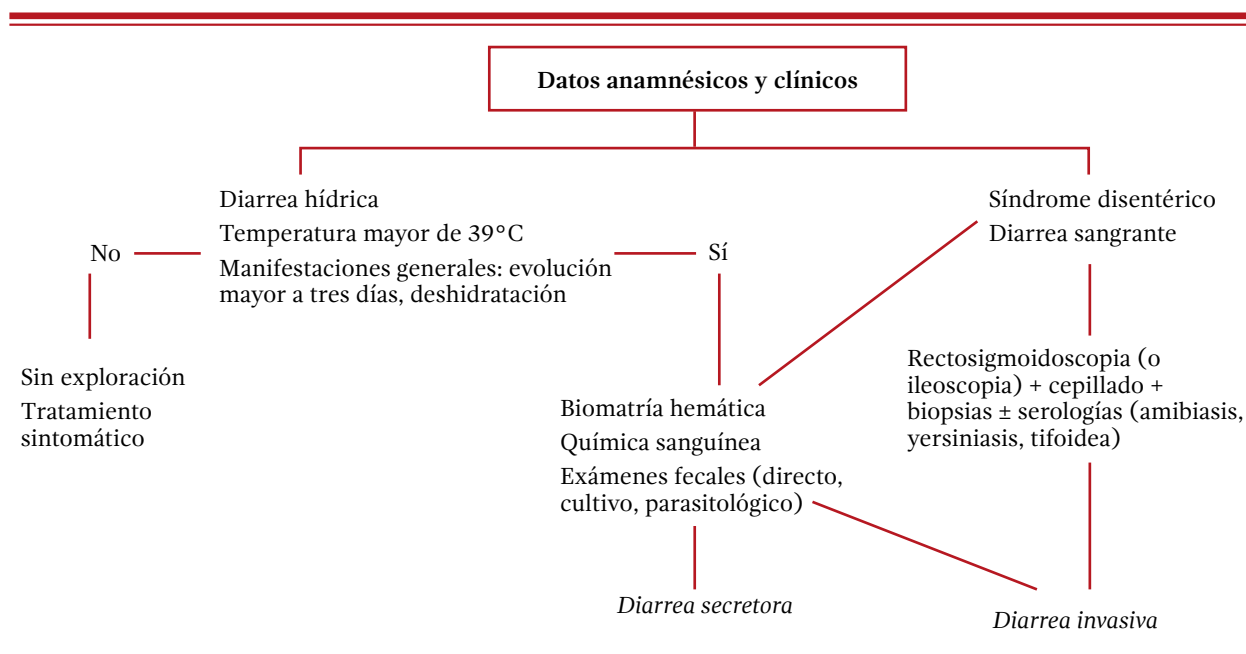 Datos anamnésicos y clínicos
Diarrea hídrica
Temperatura mayor de 39°C
Manifestaciones generales: evolución
mayor a tres días, deshidratación
No
Sí
Síndrome disentérico
Diarrea sangrante
Sin exploración
Tratamiento
sintomático
Biomatría hemática
Química sanguínea
Exámenes fecales (directo,
cultivo, parasitológico)
Rectosigmoidoscopia (o
ileoscopia) + cepillado +
biopsias ± serologías (amibiasis,
yersiniasis, tifoidea)
Diarrea secretora
Diarrea invasiva